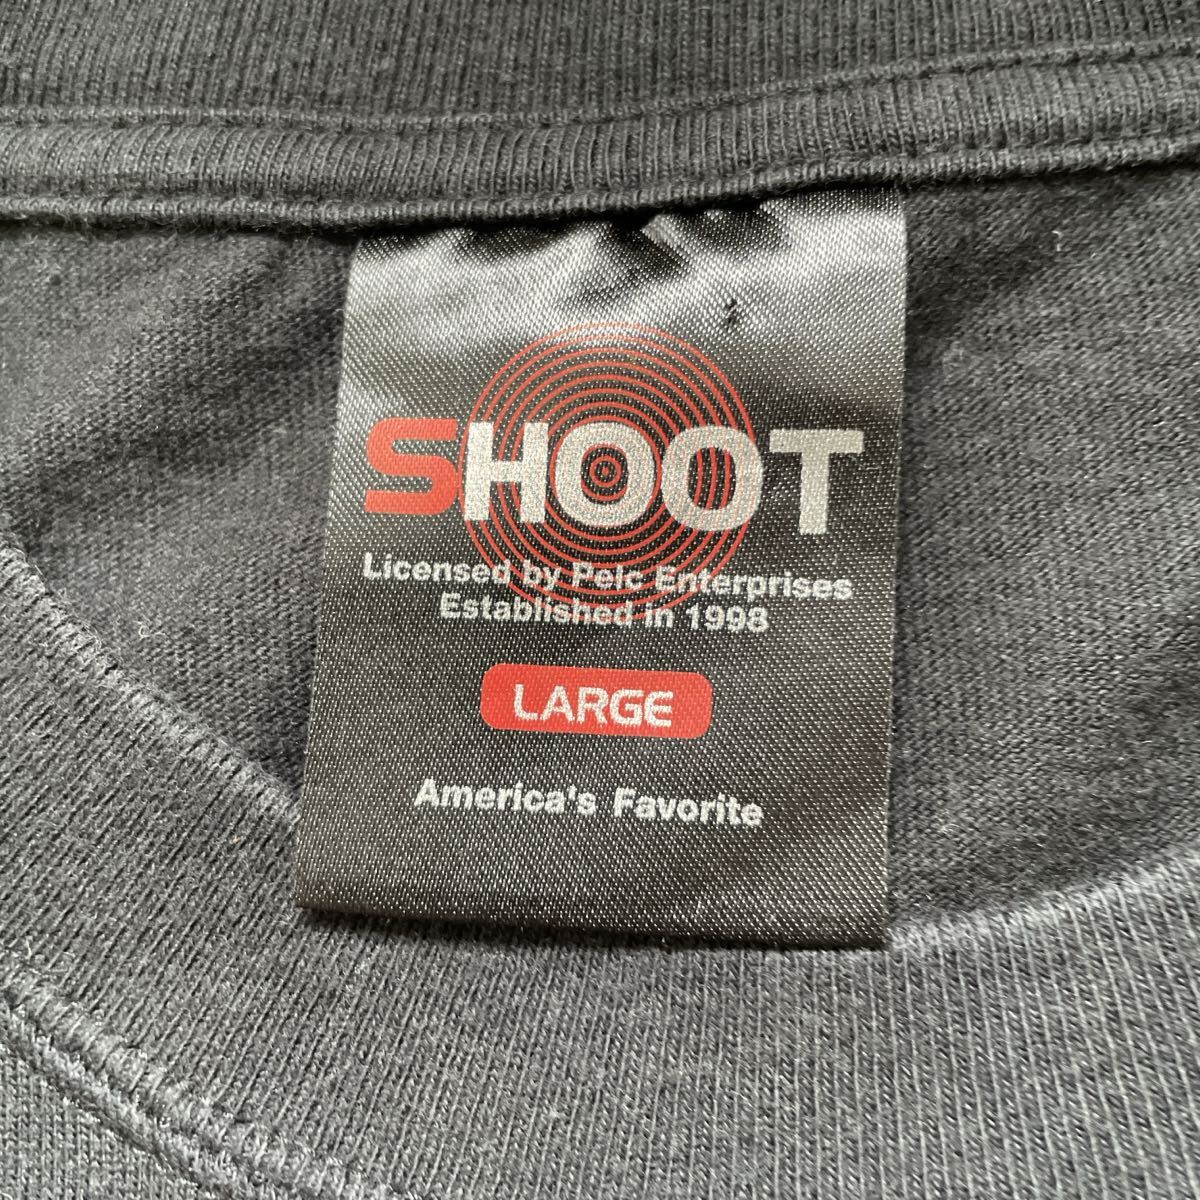 SHOOT
Licensed by Pelc Enterprises
Established in 1998
LARGE
America's Favorite